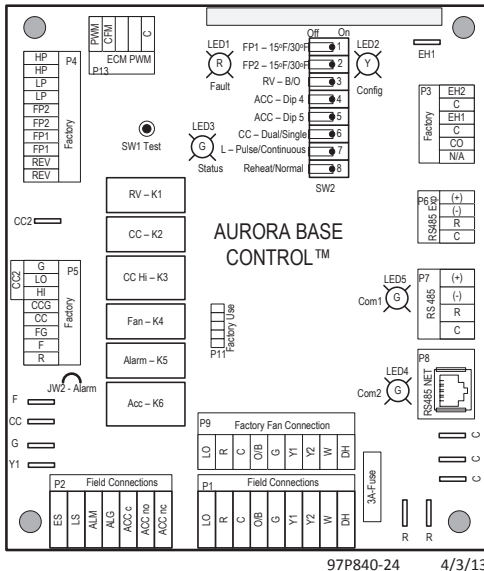 PWM
CFM
C
P13
ECM PWM
P4
HP
HP
LP
LP
FP2
FP2
FP1
FP1
REV
REV
Factory
SW1 Test
LED1
R
Fault
LED3
G
Status
Off
On
FP1 – 15ºF/30ºF
1
FP2 – 15ºF/30ºF
2
RV – B/O
3
ACC – Dip 4
4
ACC – Dip 5
5
CC – Dual/Single
6
L – Pulse/Continuous
7
Reheat/Normal
8
SW2
LED2
Y
Config
EH1
P3
Factory
EH2
C
EH1
C
CO
N/A
P6
RS485 Exp
(+)
(-)
R
C
P7
RS 485
(+)
(-)
R
C
LED5
Com1
G
P8
RS485 NET
LED4
Com2
G
CC2
CC2
P5
G
LO
HI
CCG
CC
FG
F
R
Factory
JW2 - Alarm
RV – K1
CC – K2
CC Hi – K3
Fan – K4
Alarm – K5
Acc – K6
AURORA BASE
CONTROL™
Factory Use
P11
F
CC
G
Y1
P9
Factory Fan Connection
LO
R
C
O/B
G
Y1
Y2
W
DH
P2
Field Connections
ES
LS
ALM
ALG
ACC c
ACC no
ACC nc
P1
Field Connections
LO
R
C
O/B
G
Y1
Y2
W
DH
3A-Fuse
C
C
C
R
R
97P840-24
4/3/13